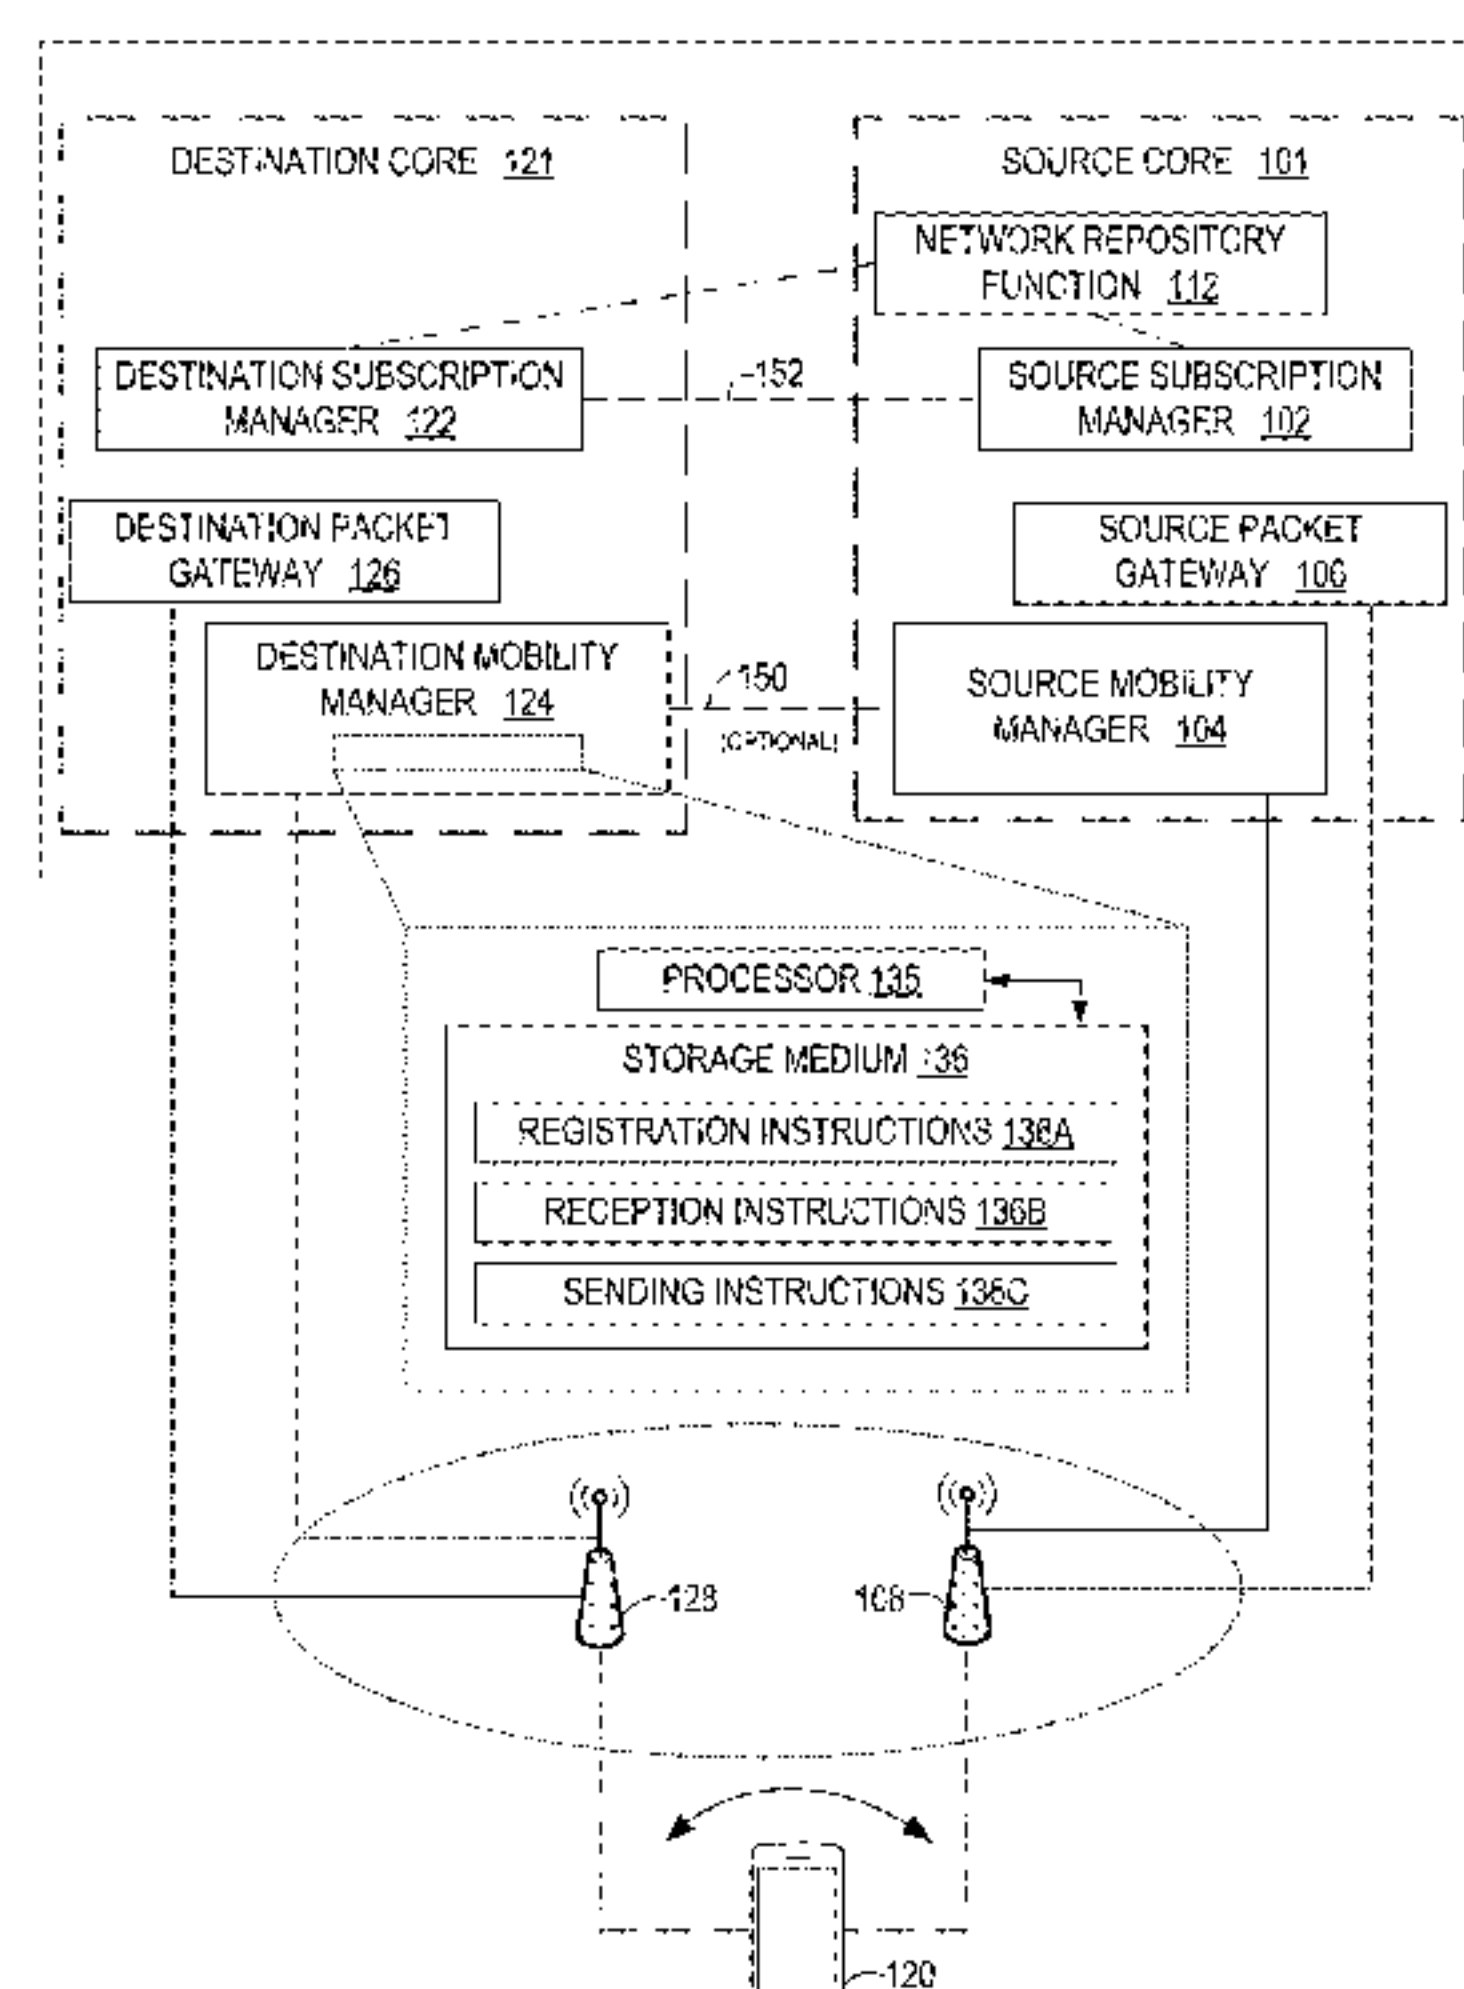 DESTINATION CORE 121
SOURCE CORE 101
NETWORK REPOSITORY
FUNCTION 112
DESTINATION SUBSCRIPTION
MANAGER 122
152
SOURCE SUBSCRIPTION
MANAGER 102
DESTINATION PACKET
GATEWAY 126
SOURCE PACKET
GATEWAY 106
DESTINATION MOBILITY
MANAGER 124
150
(OPTIONAL)
SOURCE MOBILITY
MANAGER 104
PROCESSOR 135
STORAGE MEDIUM 136
REGISTRATION INSTRUCTIONS 136A
RECEPTION INSTRUCTIONS 136B
SENDING INSTRUCTIONS 136C
128
108
120